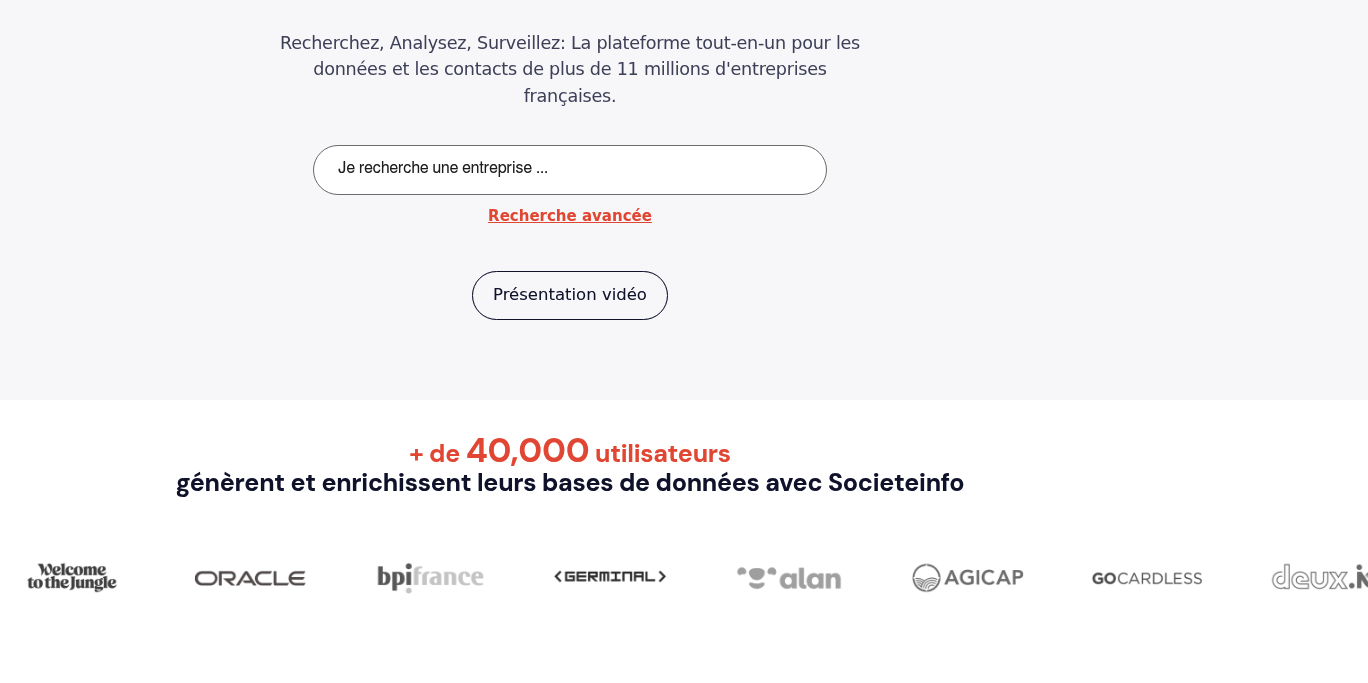 Recherchez, Analysez, Surveillez: La plateforme tout-en-un pour les
données et les contacts de plus de 11 millions d'entreprises
françaises.
Je recherche une entreprise ...
Recherche avancée
Présentation vidéo
+ de 40,000 utilisateurs
génèrent et enrichissent leurs bases de données avec Societeinfo
Welcome
to the Jungle
ORACLE
bpifrance
GERMINAL
alan
AGICAP
GOCARDLESS
deux.